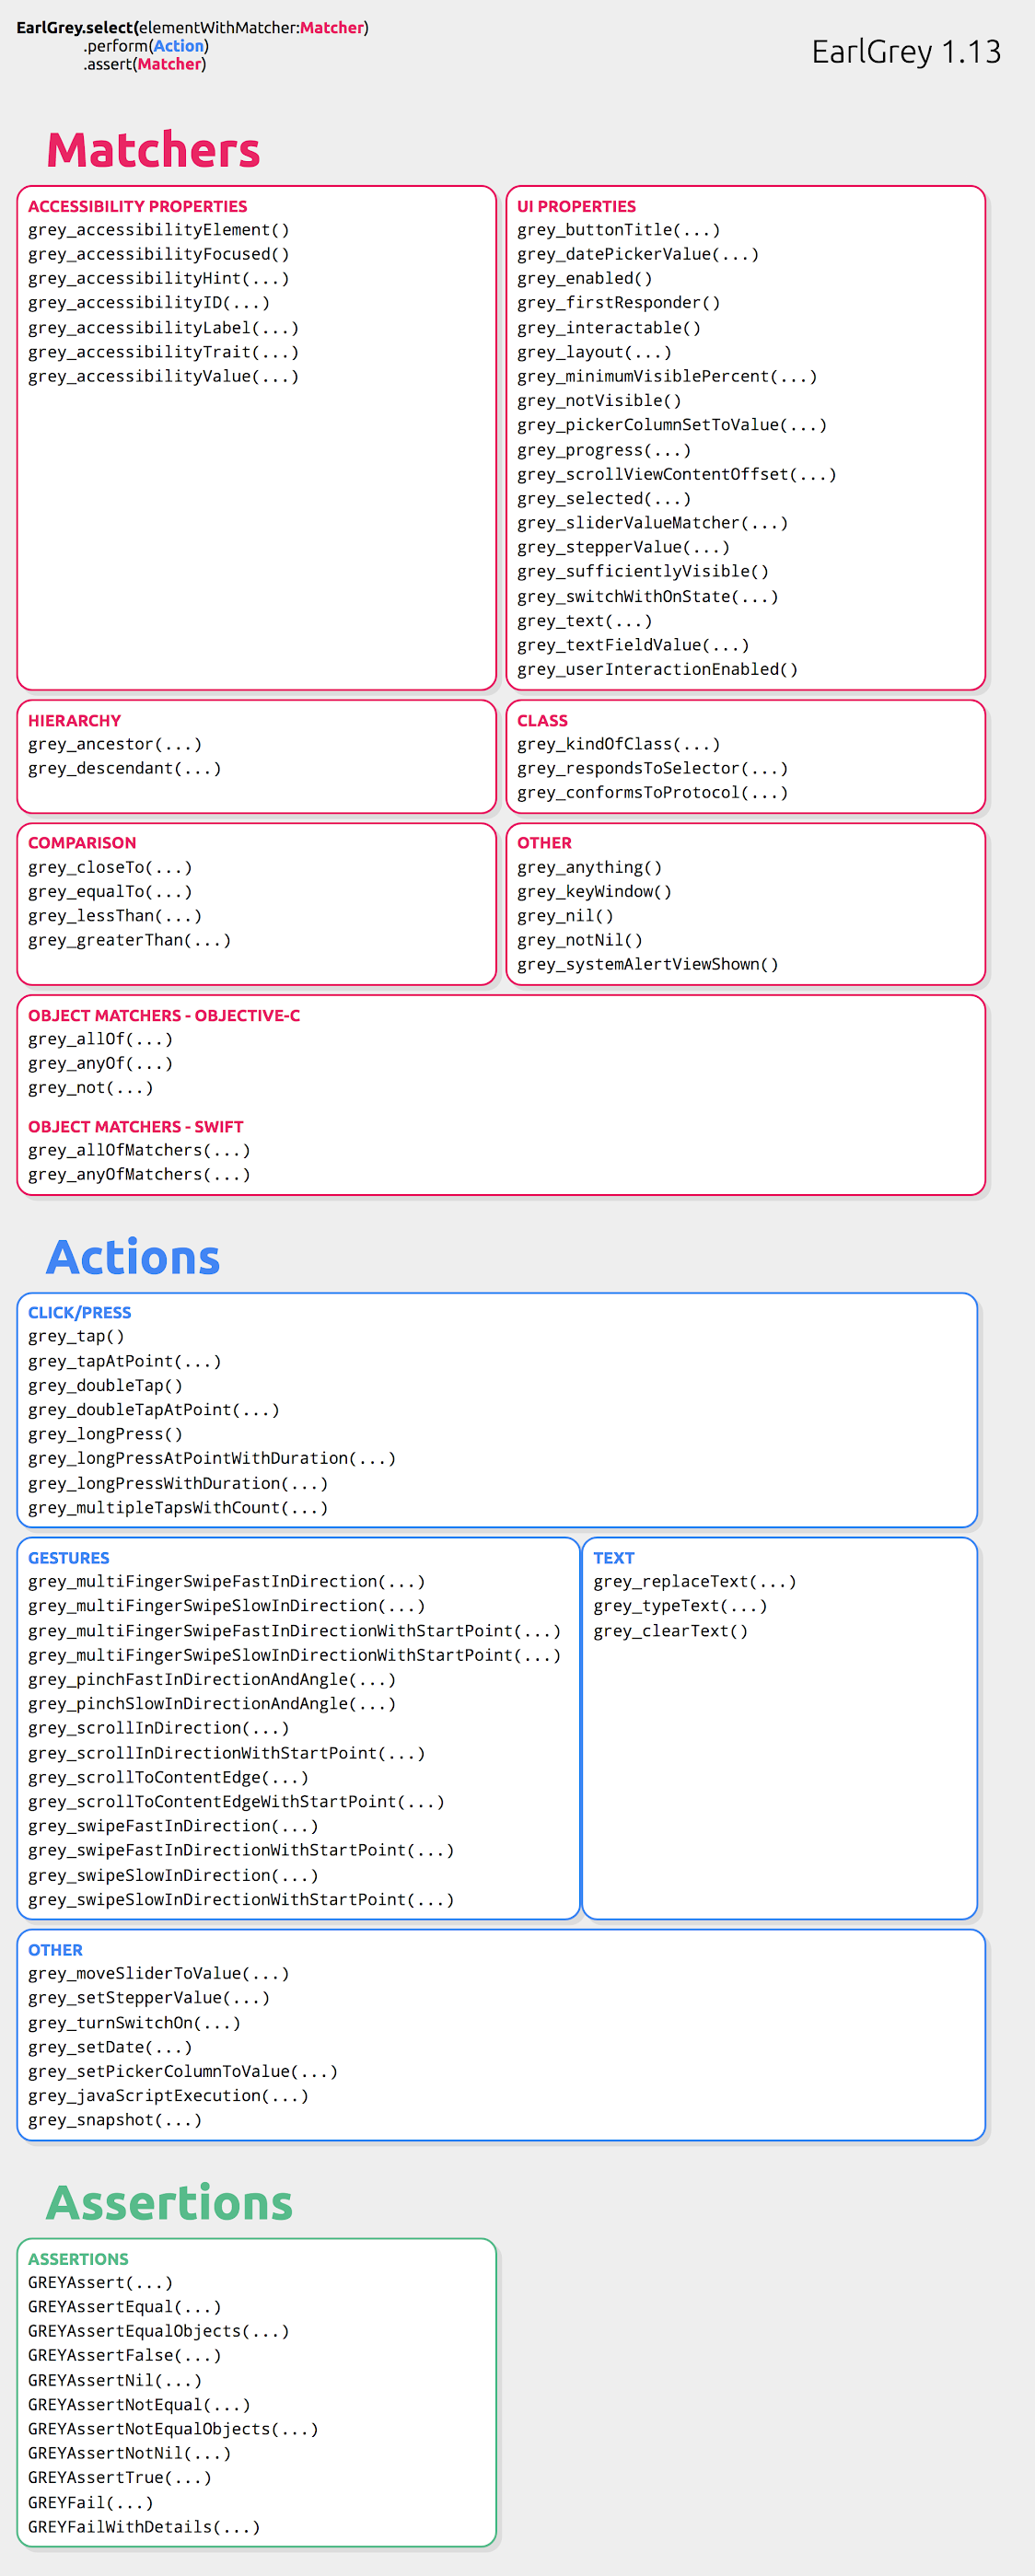 EarlGrey.select(elementWithMatcher:Matcher)
.perform(Action)
.assert(Matcher)
EarlGrey 1.13
Matchers
ACCESSIBILITY PROPERTIES
grey_accessibilityElement()
grey_accessibilityFocused()
grey_accessibilityHint(...)
grey_accessibilityID(...)
grey_accessibilityLabel(...)
grey_accessibilityTrait(...)
grey_accessibilityValue(...)
UI PROPERTIES
grey_buttonTitle(...)
grey_datePickerValue(...)
grey_enabled()
grey_firstResponder()
grey_interactable()
grey_layout(...)
grey_minimumVisiblePercent(...)
grey_notVisible()
grey_pickerColumnSetToValue(...)
grey_progress(...)
grey_scrollViewContentOffset(...)
grey_selected(...)
grey_sliderValueMatcher(...)
grey_stepperValue(...)
grey_sufficientlyVisible()
grey_switchWithOnState(...)
grey_text(...)
grey_textFieldValue(...)
grey_userInteractionEnabled()
HIERARCHY
grey_ancestor(...)
grey_descendant(...)
CLASS
grey_kindOfClass(...)
grey_respondsToSelector(...)
grey_conformsToProtocol(...)
COMPARISON
grey_closeTo(...)
grey_equalTo(...)
grey_lessThan(...)
grey_greaterThan(...)
OTHER
grey_anything()
grey_keyWindow()
grey_nil()
grey_notNil()
grey_systemAlertViewShown()
OBJECT MATCHERS - OBJECTIVE-C
grey_allOf(...)
grey_anyOf(...)
grey_not(...)
OBJECT MATCHERS - SWIFT
grey_allOfMatchers(...)
grey_anyOfMatchers(...)
Actions
CLICK/PRESS
grey_tap()
grey_tapAtPoint(...)
grey_doubleTap()
grey_doubleTapAtPoint(...)
grey_longPress()
grey_longPressAtPointWithDuration(...)
grey_longPressWithDuration(...)
grey_multipleTapsWithCount(...)
GESTURES
grey_multiFingerSwipeFastInDirection(...)
grey_multiFingerSwipeSlowInDirection(...)
grey_multiFingerSwipeFastInDirectionWithStartPoint(...)
grey_multiFingerSwipeSlowInDirectionWithStartPoint(...)
grey_pinchFastInDirectionAndAngle(...)
grey_pinchSlowInDirectionAndAngle(...)
grey_scrollInDirection(...)
grey_scrollInDirectionWithStartPoint(...)
grey_scrollToContentEdge(...)
grey_scrollToContentEdgeWithStartPoint(...)
grey_swipeFastInDirection(...)
grey_swipeFastInDirectionWithStartPoint(...)
grey_swipeSlowInDirection(...)
grey_swipeSlowInDirectionWithStartPoint(...)
TEXT
grey_replaceText(...)
grey_typeText(...)
grey_clearText()
OTHER
grey_moveSliderToValue(...)
grey_setStepperValue(...)
grey_turnSwitchOn(...)
grey_setDate(...)
grey_setPickerColumnToValue(...)
grey_javaScriptExecution(...)
grey_snapshot(...)
Assertions
ASSERTIONS
GREYAssert(...)
GREYAssertEqual(...)
GREYAssertEqualObjects(...)
GREYAssertFalse(...)
GREYAssertNil(...)
GREYAssertNotEqual(...)
GREYAssertNotEqualObjects(...)
GREYAssertNotNil(...)
GREYAssertTrue(...)
GREYFail(...)
GREYFailWithDetails(...)